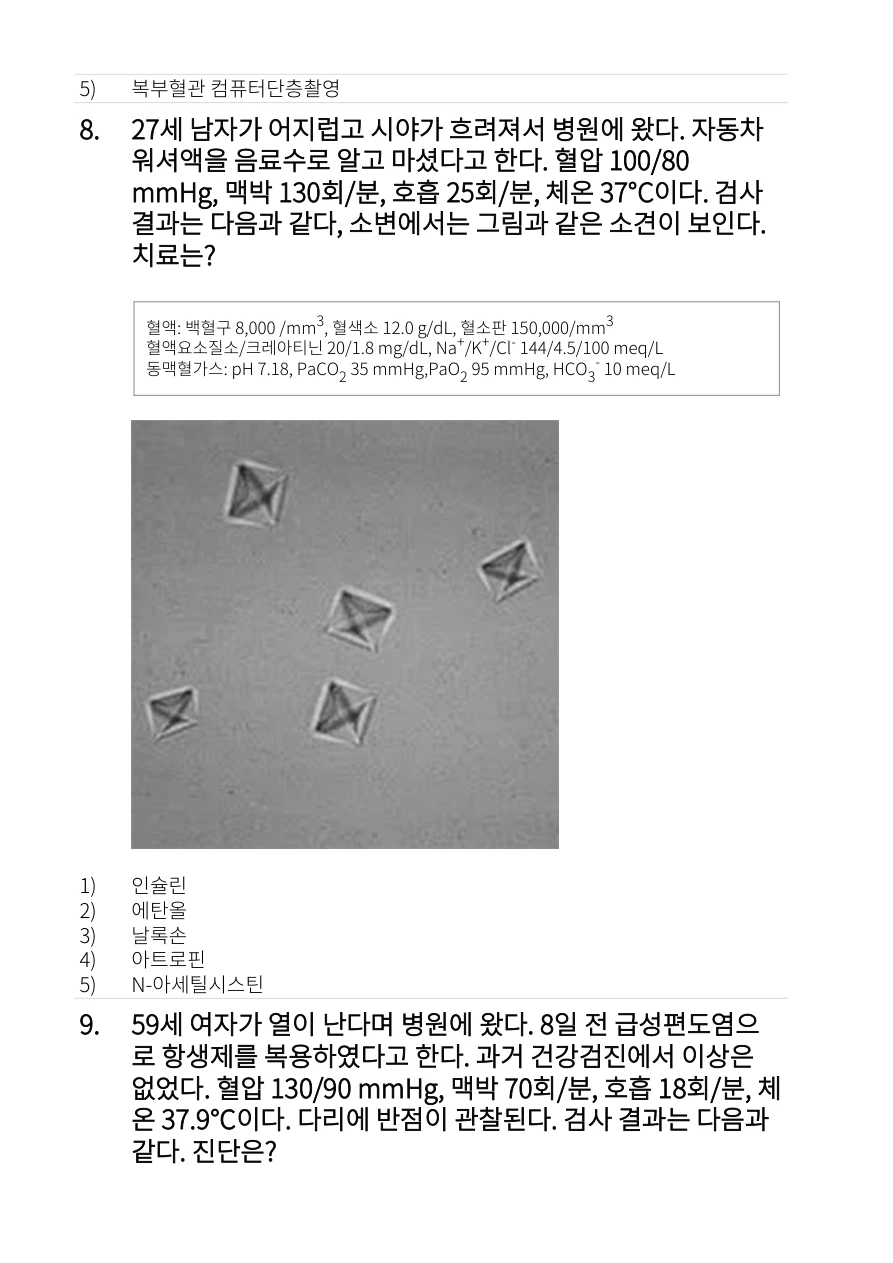 5) 복부혈관 컴퓨터단층촬영
8. 27세 남자가 어지럽고 시야가 흐려져서 병원에 왔다. 자동차
워셔액을 음료수로 알고 마셨다고 한다. 혈압 100/80
mmHg, 맥박 130회/분, 호흡 25회/분, 체온 37°C이다. 검사
결과는 다음과 같다, 소변에서는 그림과 같은 소견이 보인다.
치료는?
혈액: 백혈구 8,000 /mm³, 혈색소 12.0 g/dL, 혈소판 150,000/mm³
혈액요소질소/크레아티닌 20/1.8 mg/dL, Na⁺/K⁺/Cl⁻ 144/4.5/100 meq/L
동맥혈가스: pH 7.18, PaCO₂ 35 mmHg,PaO₂ 95 mmHg, HCO₃⁻ 10 meq/L
1) 인슐린
2) 에탄올
3) 날록손
4) 아트로핀
5) N-아세틸시스틴
9. 59세 여자가 열이 난다며 병원에 왔다. 8일 전 급성편도염으
로 항생제를 복용하였다고 한다. 과거 건강검진에서 이상은
없었다. 혈압 130/90 mmHg, 맥박 70회/분, 호흡 18회/분, 체
온 37.9°C이다. 다리에 반점이 관찰된다. 검사 결과는 다음과
같다. 진단은?